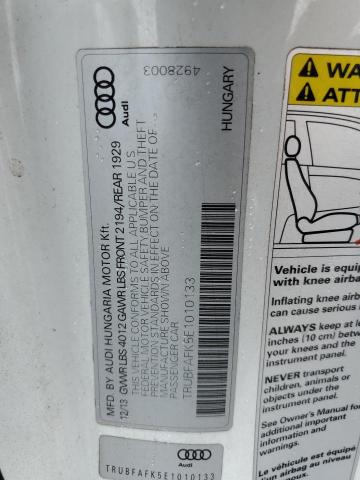 4928003
HUNGARY
Audi
MFD. BY AUDI HUNGARIA MOTOR Kft.
12/13 GVWR LBS 4012 GAWR LBS FRONT 2194/REAR 1929
THIS VEHICLE CONFORMS TO ALL APPLICABLE U.S.
FEDERAL MOTOR VEHICLE SAFETY BUMPER AND THEFT
PREVENTION STANDARDS IN EFFECT ON THE DATE OF
MANUFACTURE SHOWN ABOVE
PASSENGER CAR
TRUBFAFK5E1010133
TRUBFAFK5E1010133
Audi
WA
ATT
Vehicle is equip
with knee airba
Inflating knee airb
can cause serious
ALWAYS keep at le
inches (10 cm) betw
your knees and the
instrument panel.
NEVER transport
children, animals or
objects under the
instrument panel.
See Owner's Manual for
additional important
information/warnings.
Le véhicule est équi
d'un airbag au niveau